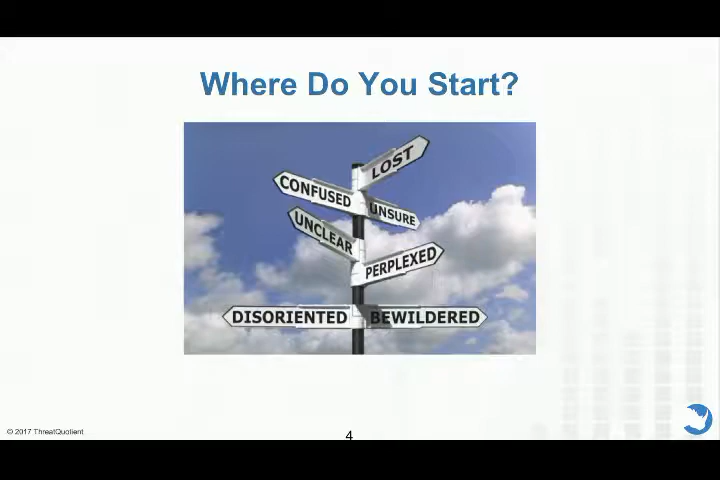 Where Do You Start?
LOST
CONFUSED
UNSURE
UNCLEAR
PERPLEXED
DISORIENTED
BEWILDERED
© 2017 ThreatQuotient
4